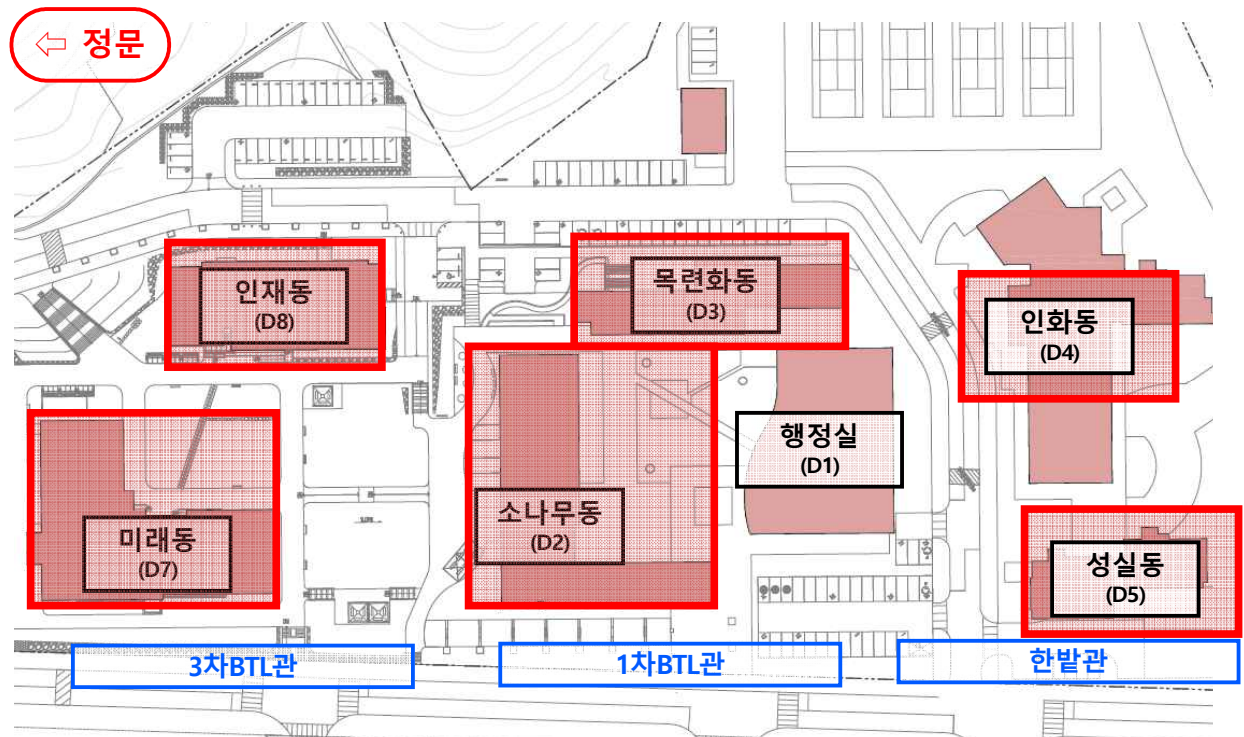 ⇦ 정문
인재동
(D8)
목련화동
(D3)
인화동
(D4)
행정실
(D1)
소나무동
(D2)
미래동
(D7)
성실동
(D5)
3차BTL관
1차BTL관
한밭관